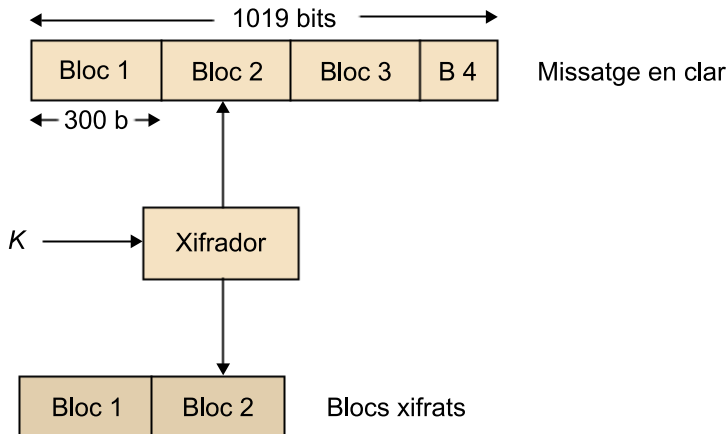 1019 bits
Bloc 1 Bloc 2 Bloc 3 B 4 Missatge en clar
300 b
K Xifrador
Bloc 1 Bloc 2 Blocs xifrats